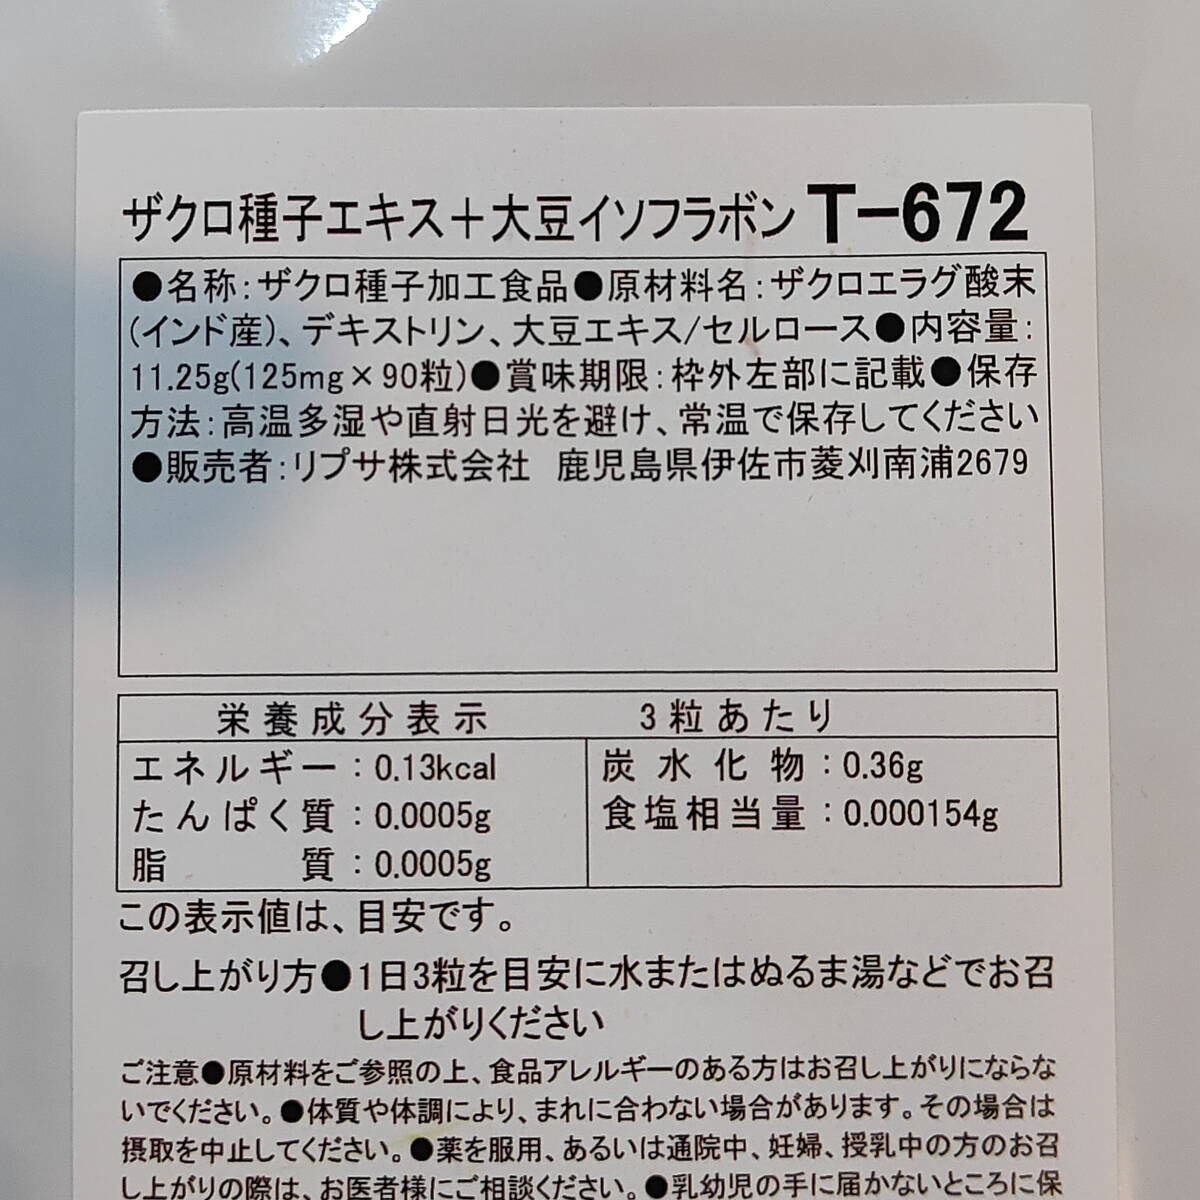 ザクロ種子エキス＋大豆イソフラボン T-672
●名称：ザクロ種子加工食品●原材料名：ザクロエラグ酸末
(インド産)、デキストリン、大豆エキス/セルロース●内容量：
11.25g(125mg×90粒)●賞味期限：枠外左部に記載●保存
方法：高温多湿や直射日光を避け、常温で保存してください
●販売者：リプサ株式会社　鹿児島県伊佐市菱刈南浦2679
栄養成分表示　3粒あたり
エネルギー：0.13kcal　炭水化物：0.36g
たんぱく質：0.0005g　食塩相当量：0.000154g
脂質：0.0005g
この表示値は、目安です。
召し上がり方●1日3粒を目安に水またはぬるま湯などでお召
し上がりください
ご注意●原材料をご参照の上、食品アレルギーのある方はお召し上がりにならな
いでください。●体質や体調により、まれに合わない場合があります。その場合は
摂取を中止してください。●薬を服用、あるいは通院中、妊婦、授乳中の方のお召
し上がりの際は、お医者様にご相談ください。●乳幼児の手に届かないところに保